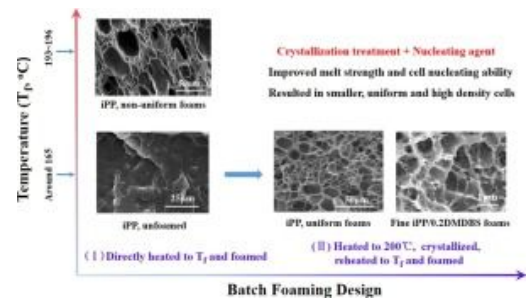 Temperature (Tf, °C)
193~196
Around 165
iPP, non-uniform foams
Crystallization treatment + Nucleating agent
Improved melt strength and cell nucleating ability
Resulted in smaller, uniform and high density cells
25μm
iPP, unfoamed
iPP, uniform foams
Fine iPP/0.2DMDBS foams
(Ⅰ) Directly heated to Tf and foamed
(Ⅱ) Heated to 200℃, crystallized,
reheated to Tf and foamed
Batch Foaming Design